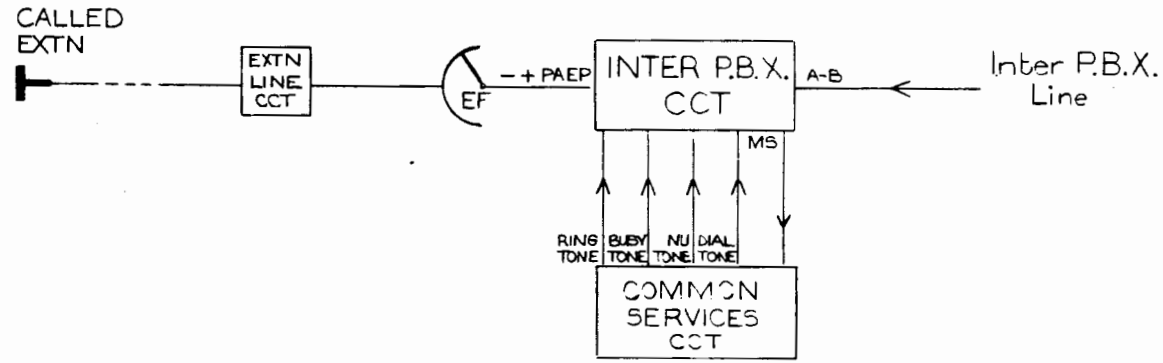 CALLED
EXTN
EXTN
LINE
CCT
EF
-+ PAEP
INTER P.B.X.
CCT
A-B
Inter P.B.X.
Line
MS
RING
TONE
BUSY
TONE
NU
TONE
DIAL
TONE
COMMON
SERVICES
CCT